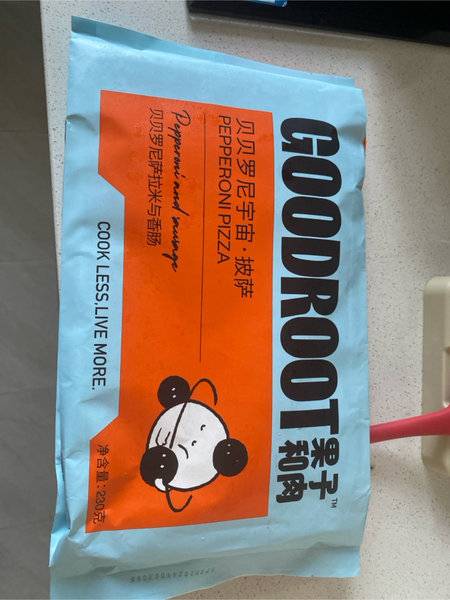 GOODROOT
果子
和肉
TM
贝贝罗尼宇宙·披萨
PEPPERONI PIZZA
Pepperoni and sausage
贝贝罗尼萨拉米与香肠
COOK LESS,LIVE MORE.
净含量:230克